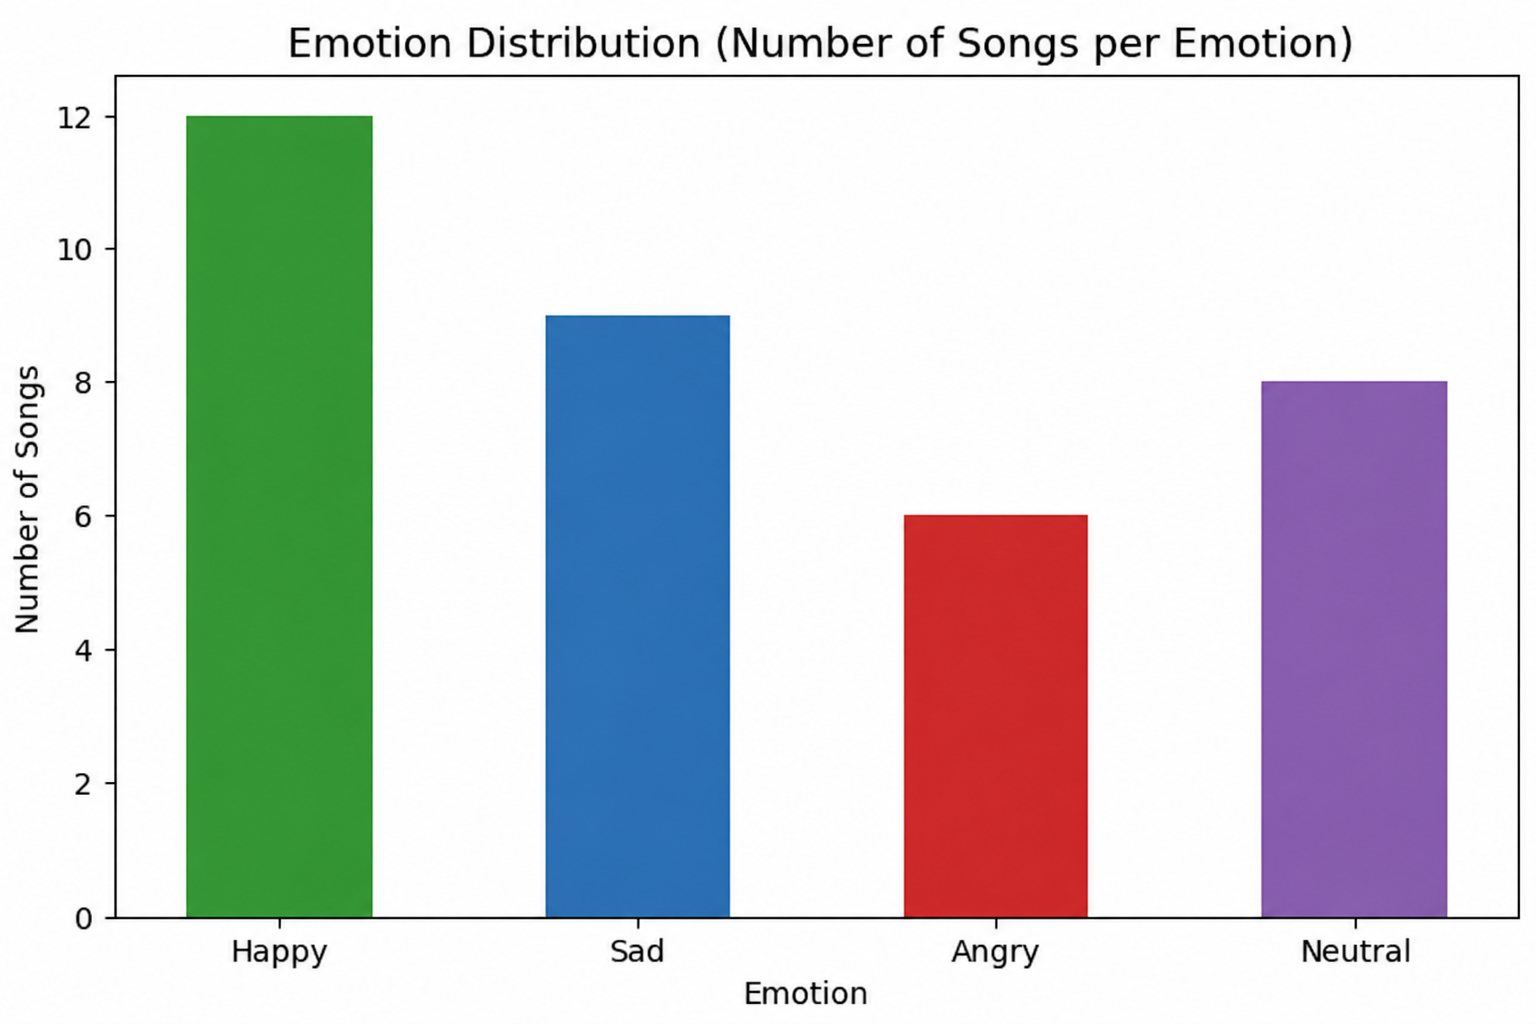 Emotion Distribution (Number of Songs per Emotion)
Number of Songs
12
10
8
6
4
2
0
Happy Sad Angry Neutral
Emotion